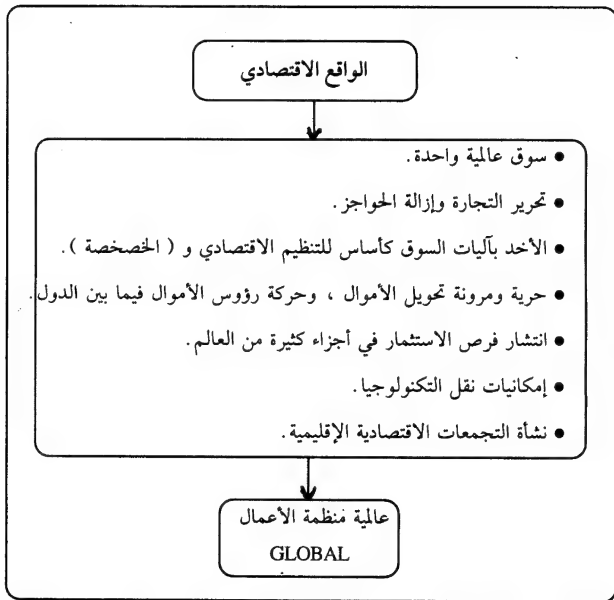 الواقع الاقتصادي
● سوق عالمية واحدة.
● تحرير التجارة وإزالة الحواجز.
● الأخد بآليات السوق كأساس للتنظيم الاقتصادي و ( الخصخصة ).
● حرية ومرونة تحويل الأموال ، وحركة رؤوس الأموال فيما بين الدول.
● انتشار فرص الاستثمار في أجزاء كثيرة من العالم.
● إمكانيات نقل التكنولوجيا.
● نشأة التجمعات الاقتصادية الإقليمية.
عالمية منظمة الأعمال
GLOBAL